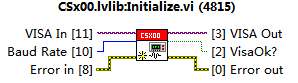 CSx00.lvlib:Initialize.vi (4815)
VISA In [11] CSX00 [3] VISA Out
Baud Rate [10] [2] VisaOk?
Error in [8] [0] Error out